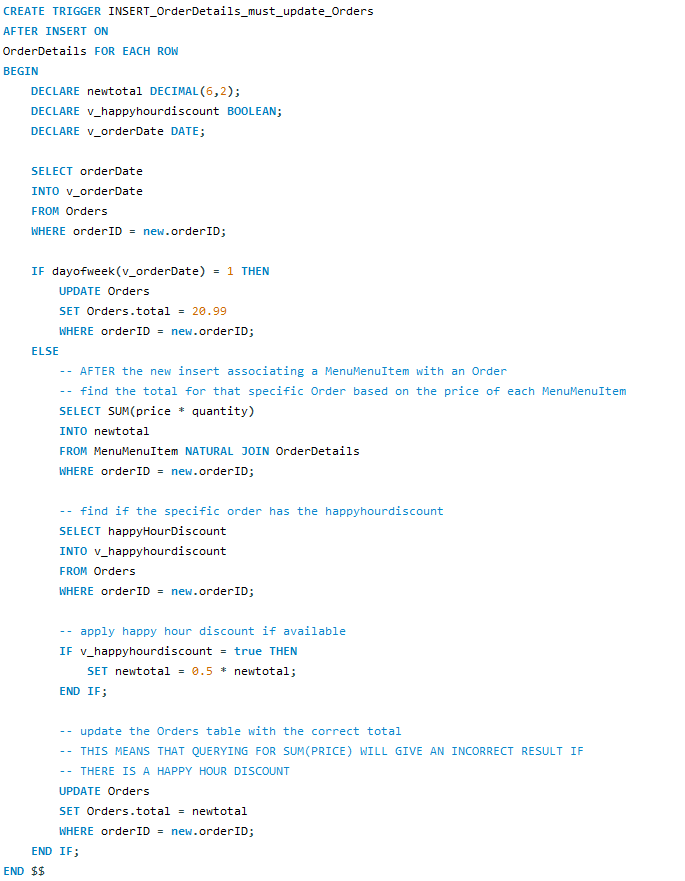 CREATE TRIGGER INSERT_OrderDetails_must_update_Orders
AFTER INSERT ON
OrderDetails FOR EACH ROW
BEGIN
    DECLARE newtotal DECIMAL(6,2);
    DECLARE v_happyhourdiscount BOOLEAN;
    DECLARE v_orderDate DATE;

    SELECT orderDate
    INTO v_orderDate
    FROM Orders
    WHERE orderID = new.orderID;

    IF dayofweek(v_orderDate) = 1 THEN
        UPDATE Orders
        SET Orders.total = 20.99
        WHERE orderID = new.orderID;
    ELSE
        -- AFTER the new insert associating a MenuMenuItem with an Order
        -- find the total for that specific Order based on the price of each MenuMenuItem
        SELECT SUM(price * quantity)
        INTO newtotal
        FROM MenuMenuItem NATURAL JOIN OrderDetails
        WHERE orderID = new.orderID;

        -- find if the specific order has the happyhourdiscount
        SELECT happyHourDiscount
        INTO v_happyhourdiscount
        FROM Orders
        WHERE orderID = new.orderID;

        -- apply happy hour discount if available
        IF v_happyhourdiscount = true THEN
            SET newtotal = 0.5 * newtotal;
        END IF;

        -- update the Orders table with the correct total
        -- THIS MEANS THAT QUERYING FOR SUM(PRICE) WILL GIVE AN INCORRECT RESULT IF
        -- THERE IS A HAPPY HOUR DISCOUNT
        UPDATE Orders
        SET Orders.total = newtotal
        WHERE orderID = new.orderID;
    END IF;
END $$